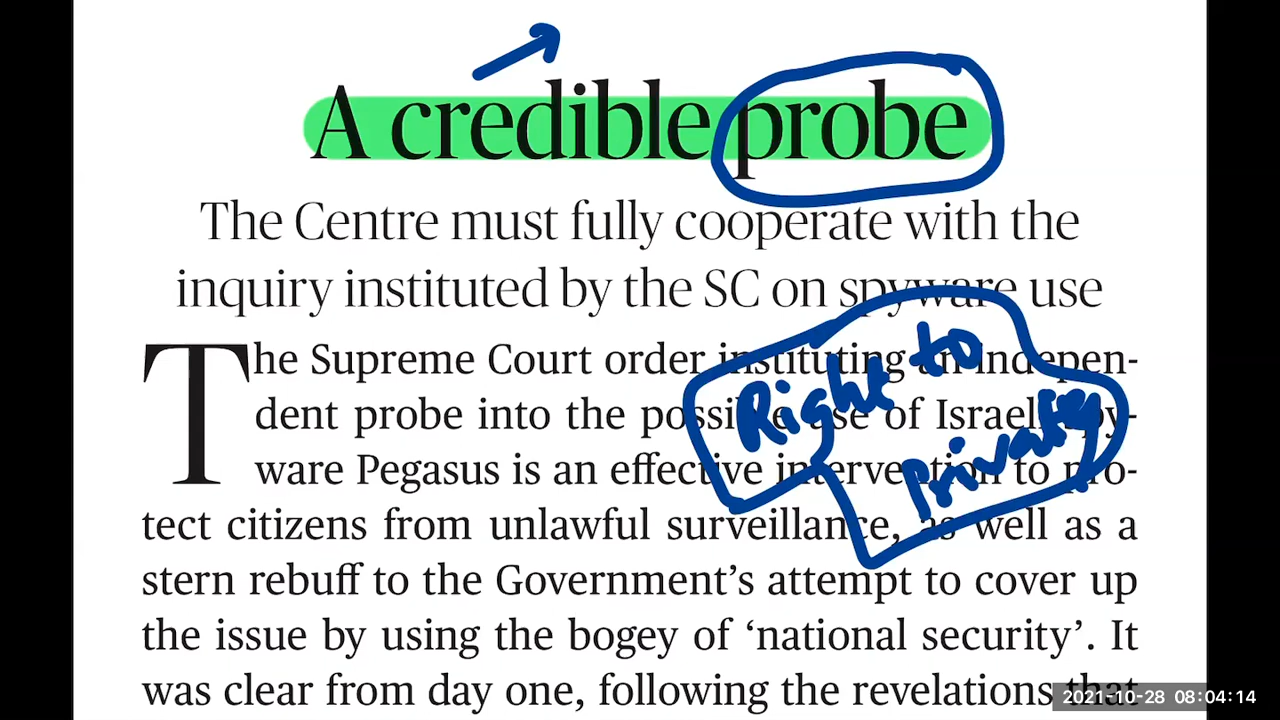 A credible probe
The Centre must fully cooperate with the
inquiry instituted by the SC on spyware use
The Supreme Court order instituting an indepen-
dent probe into the possible use of Israeli spy-
ware Pegasus is an effective intervention to pro-
tect citizens from unlawful surveillance, as well as a
stern rebuff to the Government’s attempt to cover up
the issue by using the bogey of ‘national security’. It
was clear from day one, following the revelations that
Right to
Privacy
2021-10-28 08:04:14